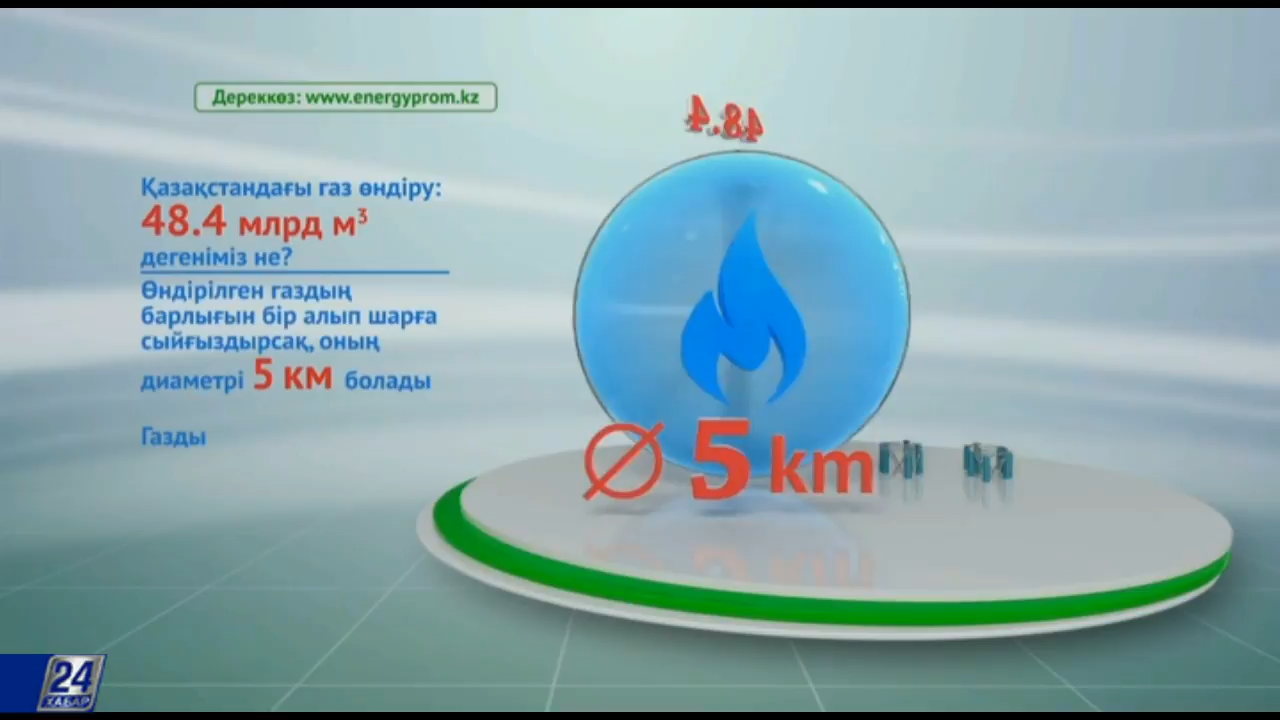 Дереккөз: www.energyprom.kz
48.4
Қазақстандағы газ өндіру:
48.4 млрд м³
дегеніміз не?
Өндірілген газдың
барлығын бір алып шарға
сыйғыздырсақ, оның
диаметрі 5 км болады
Газды
Ø 5 km
24
ХАБАР